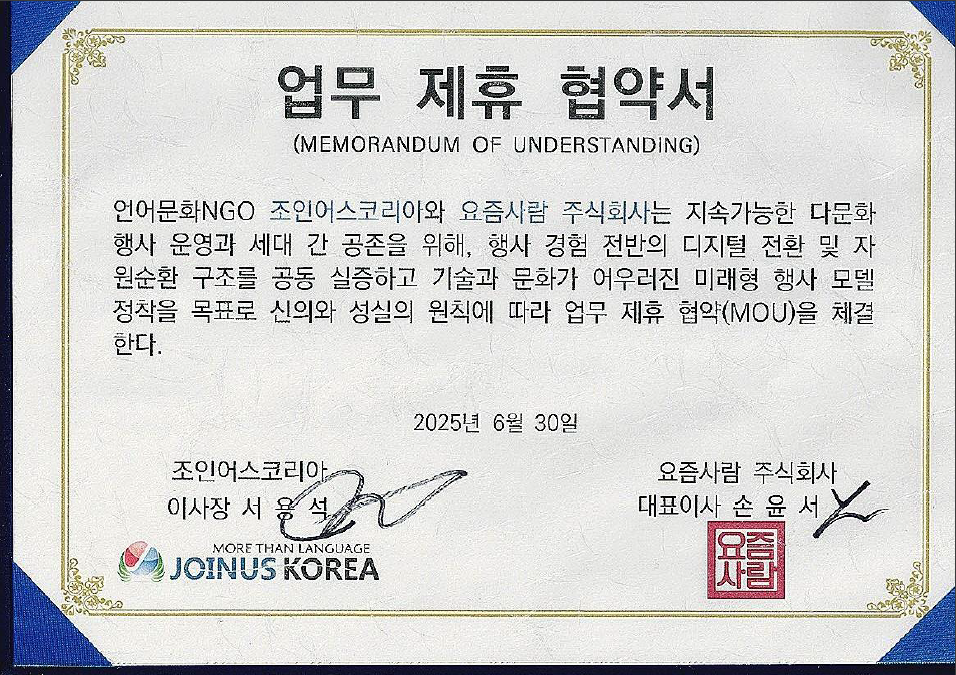 업무 제휴 협약서
(MEMORANDUM OF UNDERSTANDING)
언어문화NGO 조인어스코리아와 요즘사람 주식회사는 지속가능한 다문화
행사 운영과 세대 간 공존을 위해, 행사 경험 전반의 디지털 전환 및 자
원순환 구조를 공동 실증하고 기술과 문화가 어우러진 미래형 행사 모델
정착을 목표로 신의와 성실의 원칙에 따라 업무 제휴 협약(MOU)을 체결
한다.
2025년 6월 30일
조인어스코리아
이사장 서 용 석
MORE THAN LANGUAGE
JOINUS KOREA
요즘사람 주식회사
대표이사 손 윤 서
요즘
사람